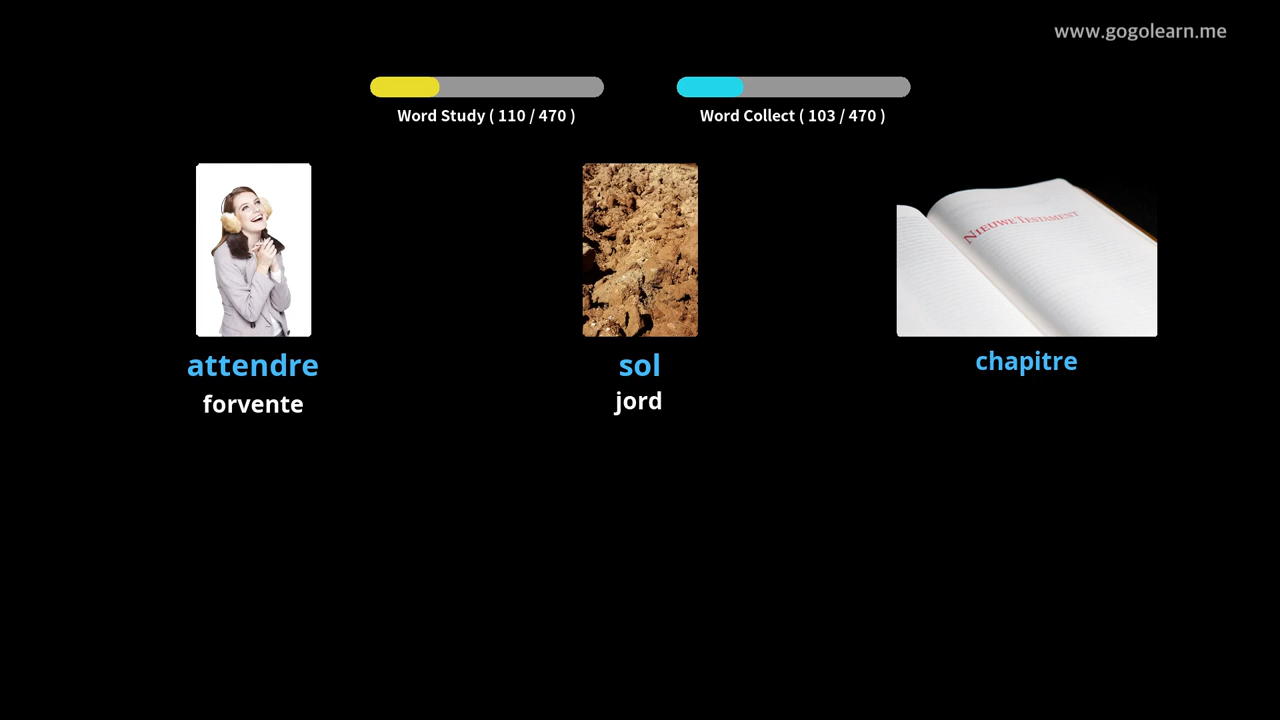 www.gogolearn.me
Word Study ( 110 / 470 )
Word Collect ( 103 / 470 )
NIEUWE TESTAMENT
attendre
sol
chapitre
forvente
jord